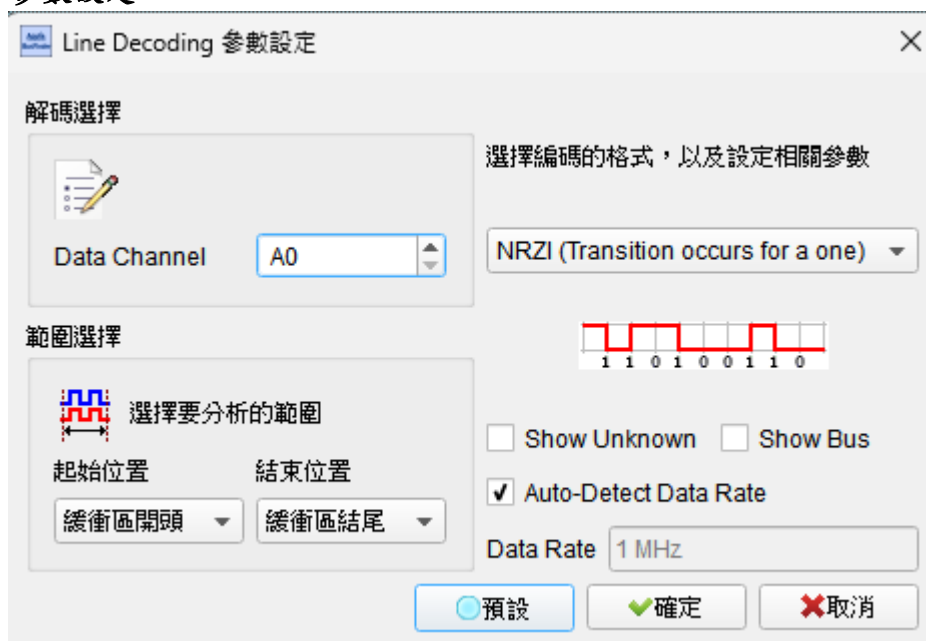 Line Decoding 參數設定
解碼選擇
Data Channel
A0
選擇編碼的格式，以及設定相關參數
NRZI (Transition occurs for a one)
1 1 0 1 0 0 1 1 0
範圍選擇
選擇要分析的範圍
起始位置
結束位置
緩衝區開頭
緩衝區結尾
Show Unknown
Show Bus
Auto-Detect Data Rate
Data Rate
1 MHz
預設
確定
取消